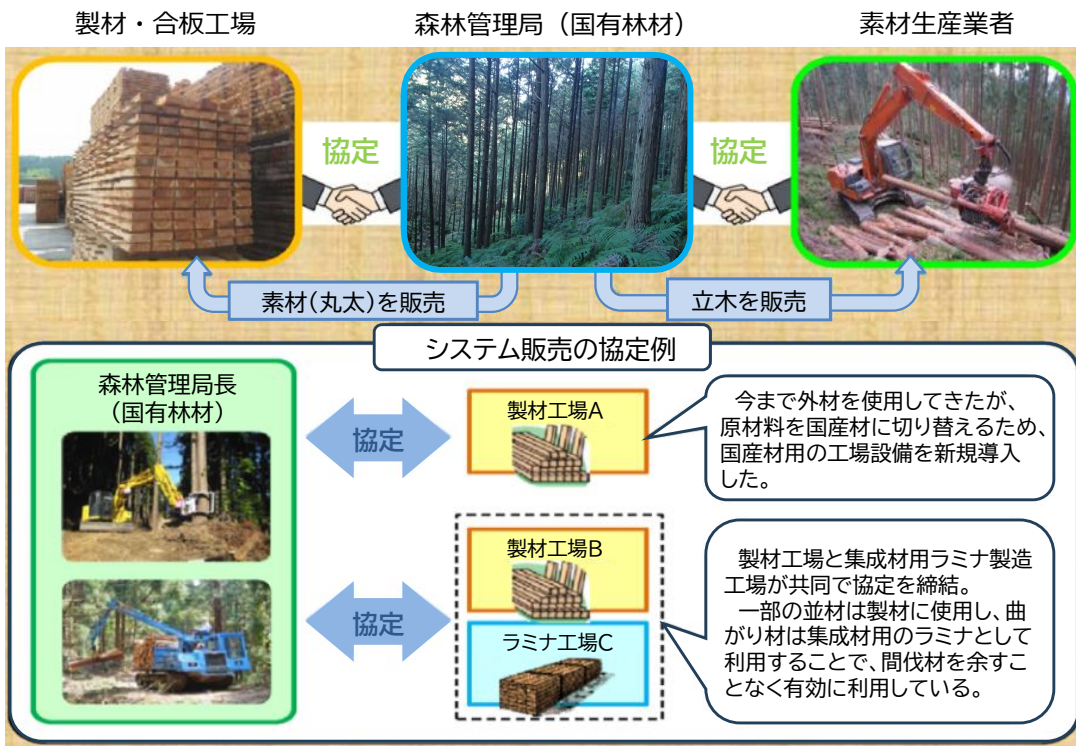 製材・合板工場
森林管理局（国有林材）
素材生産業者
協定
協定
素材（丸太）を販売
立木を販売
システム販売の協定例
森林管理局長
（国有林材）
協定
製材工場A
今まで外材を使用してきたが、
原材料を国産材に切り替えるため、
国産材用の工場設備を新規導入
した。
協定
製材工場B
ラミナ工場C
製材工場と集成材用ラミナ製造
工場が共同で協定を締結。
一部の並材は製材に使用し、曲
がり材は集成材用のラミナとして
利用することで、間伐材を余すこ
となく有効に利用している。